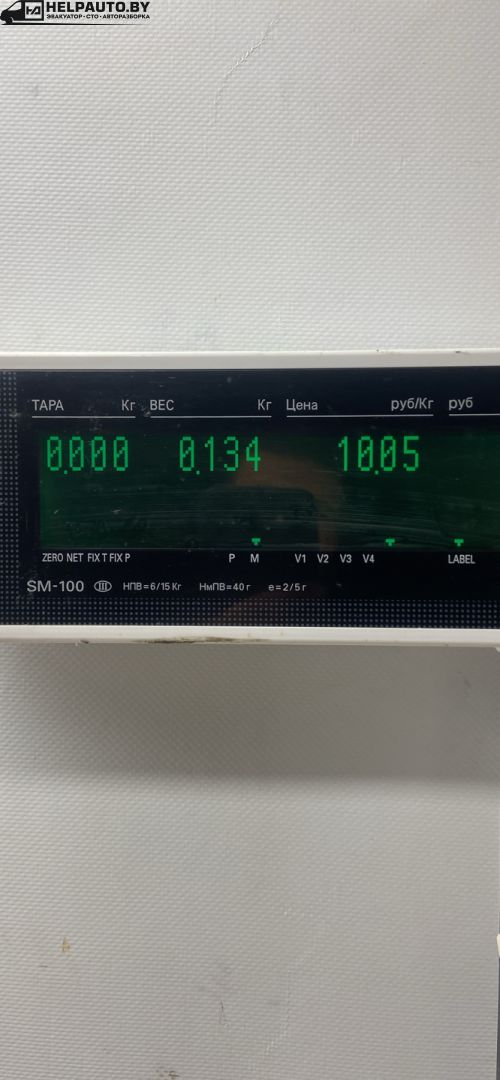 HELPAUTO.BY
ЭВАКУАТОР • СТО • АВТОРАЗБОРКА
ТАРА Кг ВЕС Кг Цена руб/Кг руб
0.000 0.134 10.05
ZERO NET FIX T FIX P P M V1 V2 V3 V4 LABEL
SM-100 III НПВ=6/15 Кг НмПВ=40 г e=2/5 г